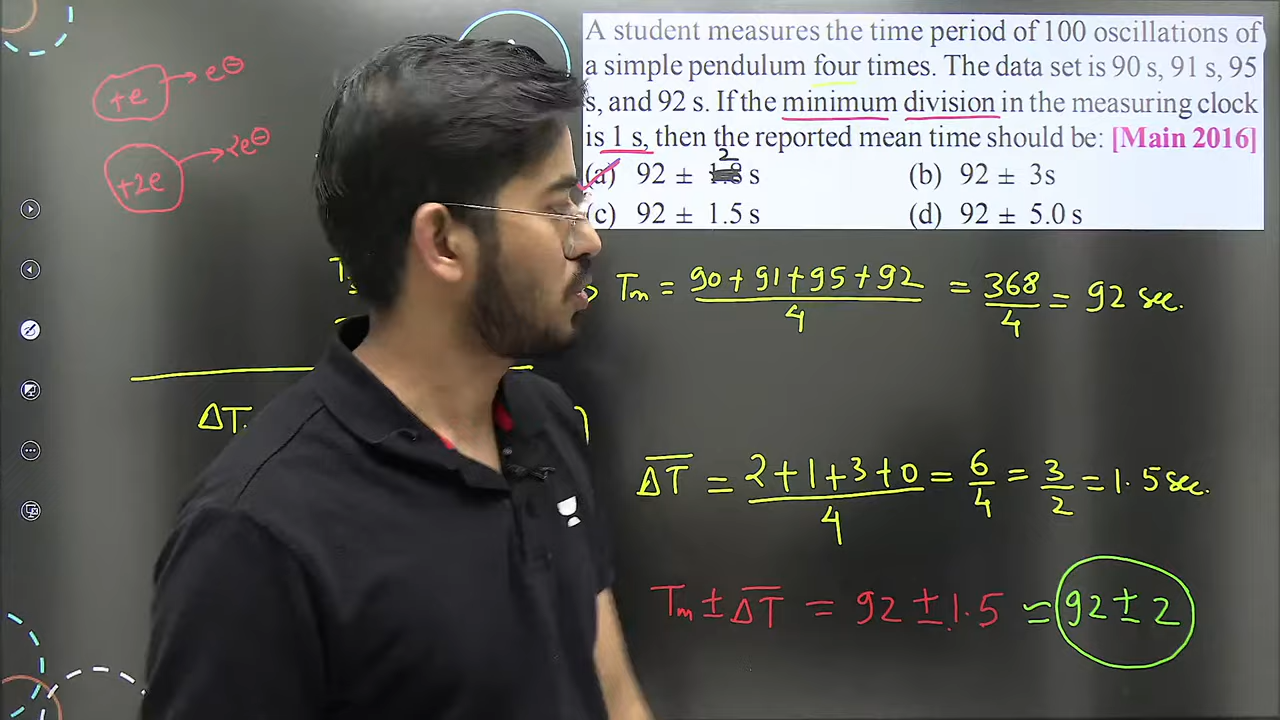 A student measures the time period of 100 oscillations of
a simple pendulum four times. The data set is 90 s, 91 s, 95
s, and 92 s. If the minimum division in the measuring clock
is 1 s, then the reported mean time should be: [Main 2016]
(a) 92 ± 2 s
(b) 92 ± 3s
(c) 92 ± 1.5 s
(d) 92 ± 5.0 s
+e → e⊖
+2e → 2e⊖
Tm = 90+91+95+92 / 4 = 368/4 = 92 sec.
ΔT
ΔT̅ = 2+1+3+0 / 4 = 6/4 = 3/2 = 1.5 sec.
Tm ± ΔT̅ = 92 ± 1.5 ≈ 92 ± 2